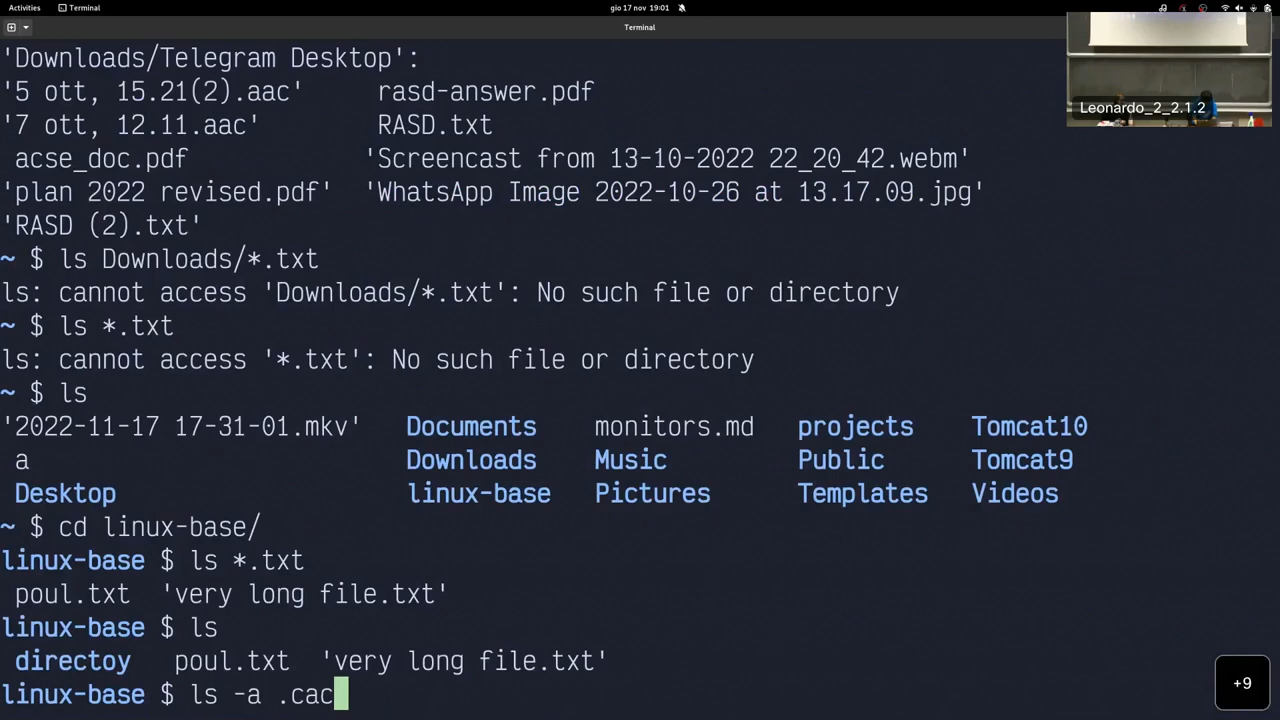 Activities Terminal gio 17 nov 19:01
Terminal
'Downloads/Telegram Desktop':
'5 ott, 15.21(2).aac' rasd-answer.pdf
'7 ott, 12.11.aac' RASD.txt
acse_doc.pdf 'Screencast from 13-10-2022 22_20_42.webm'
'plan 2022 revised.pdf' 'WhatsApp Image 2022-10-26 at 13.17.09.jpg'
'RASD (2).txt'
~ $ ls Downloads/*.txt
ls: cannot access 'Downloads/*.txt': No such file or directory
~ $ ls *.txt
ls: cannot access '*.txt': No such file or directory
~ $ ls
'2022-11-17 17-31-01.mkv' Documents monitors.md projects Tomcat10
a Downloads Music Public Tomcat9
Desktop linux-base Pictures Templates Videos
~ $ cd linux-base/
linux-base $ ls *.txt
poul.txt 'very long file.txt'
linux-base $ ls
directoy poul.txt 'very long file.txt'
linux-base $ ls -a .cac
Leonardo_2_2.1.2
+9